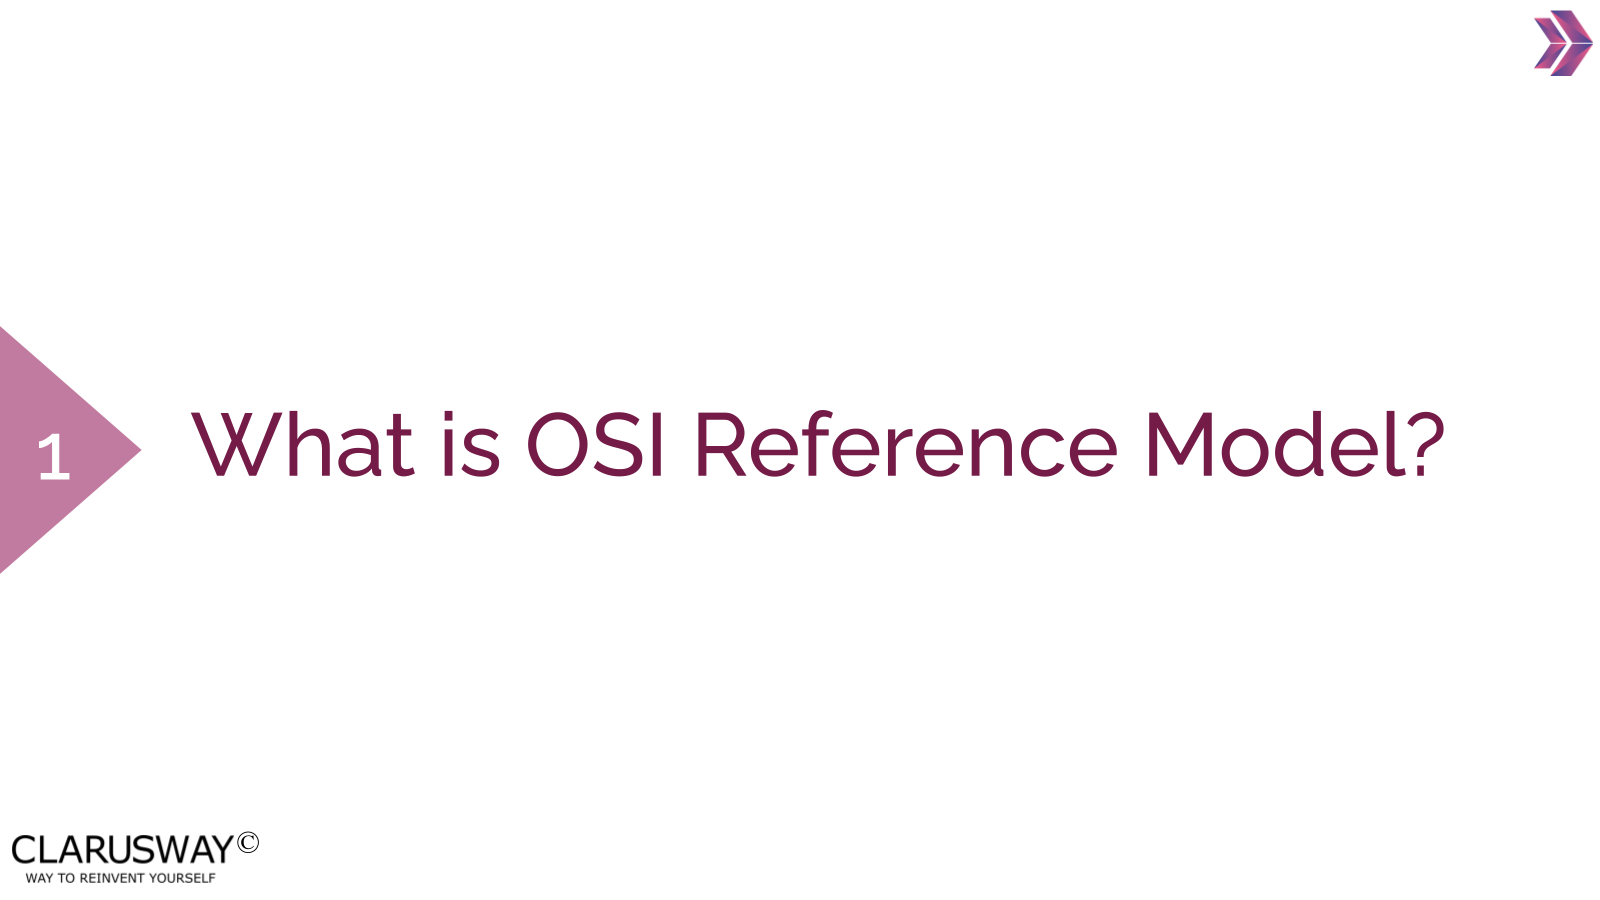 1
What is OSI Reference Model?
CLARUSWAY©
WAY TO REINVENT YOURSELF